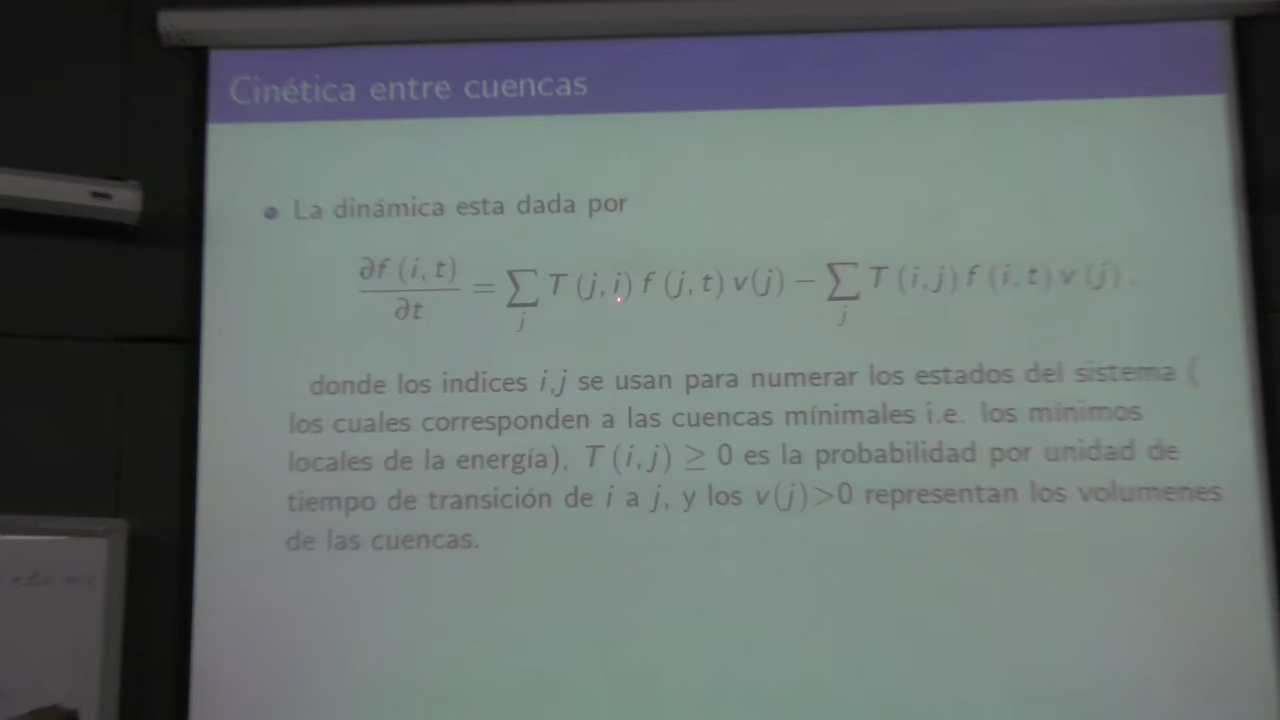 Cinética entre cuencas
La dinámica esta dada por
∂f (i, t) / ∂t = ∑_j T (j, i) f (j, t) v(j) − ∑_j T (i, j) f (i, t) v (j) .
donde los indices i,j se usan para numerar los estados del sistema (
los cuales corresponden a las cuencas mínimales i.e. los mínimos
locales de la energía), T (i, j) ≥ 0 es la probabilidad por unidad de
tiempo de transición de i a j, y los v(j)>0 representan los volumenes
de las cuencas.